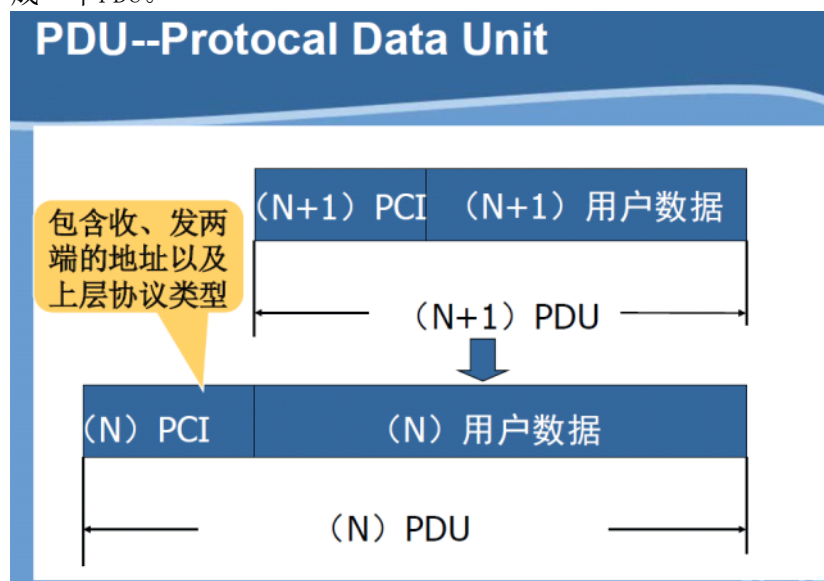 PDU--Protocal Data Unit
(N+1) PCI (N+1) 用户数据
包含收、发两
端的地址以及
上层协议类型
(N+1) PDU
(N) PCI (N) 用户数据
(N) PDU